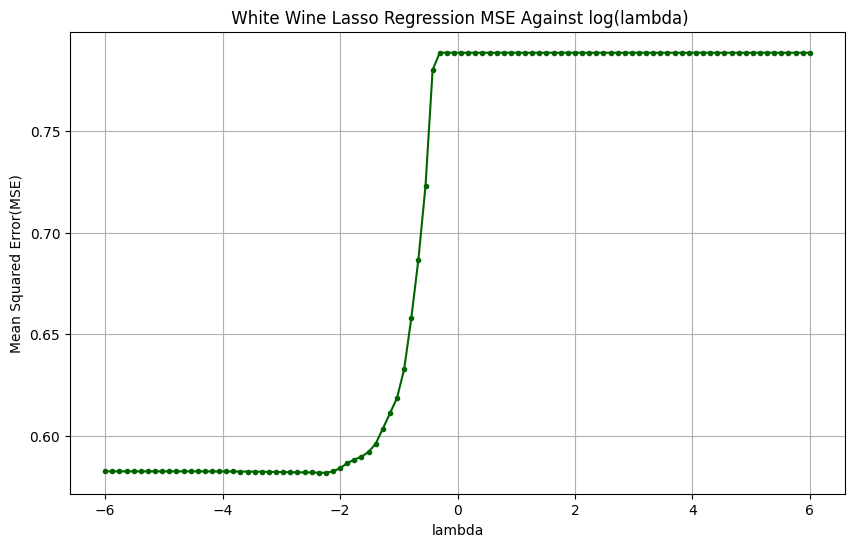 White Wine Lasso Regression MSE Against log(lambda)
Mean Squared Error(MSE)
0.75
0.70
0.65
0.60
−6 −4 −2 0 2 4 6
lambda